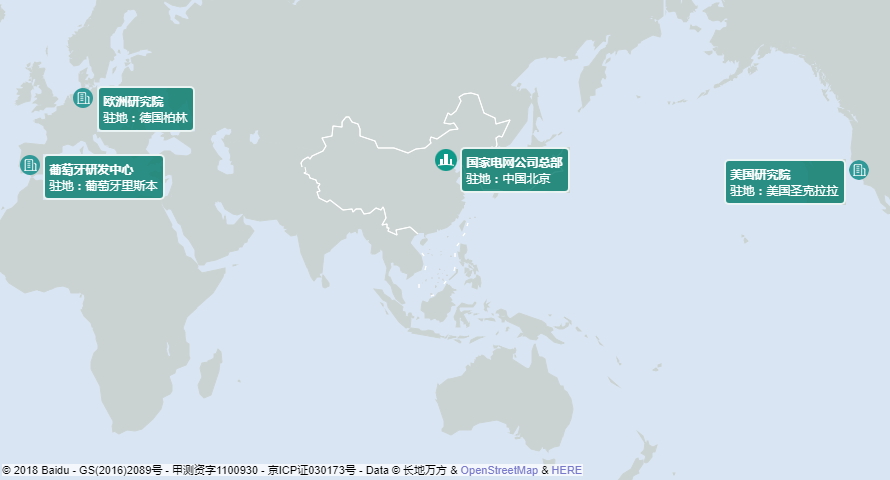 欧洲研究院
驻地：德国柏林
国家电网公司总部
驻地：中国北京
葡萄牙研发中心
驻地：葡萄牙里斯本
美国研究院
驻地：美国圣克拉拉
© 2018 Baidu - GS(2016)2089号 - 甲测资字1100930 - 京ICP证030173号 - Data © 长地万方 & OpenStreetMap & HERE